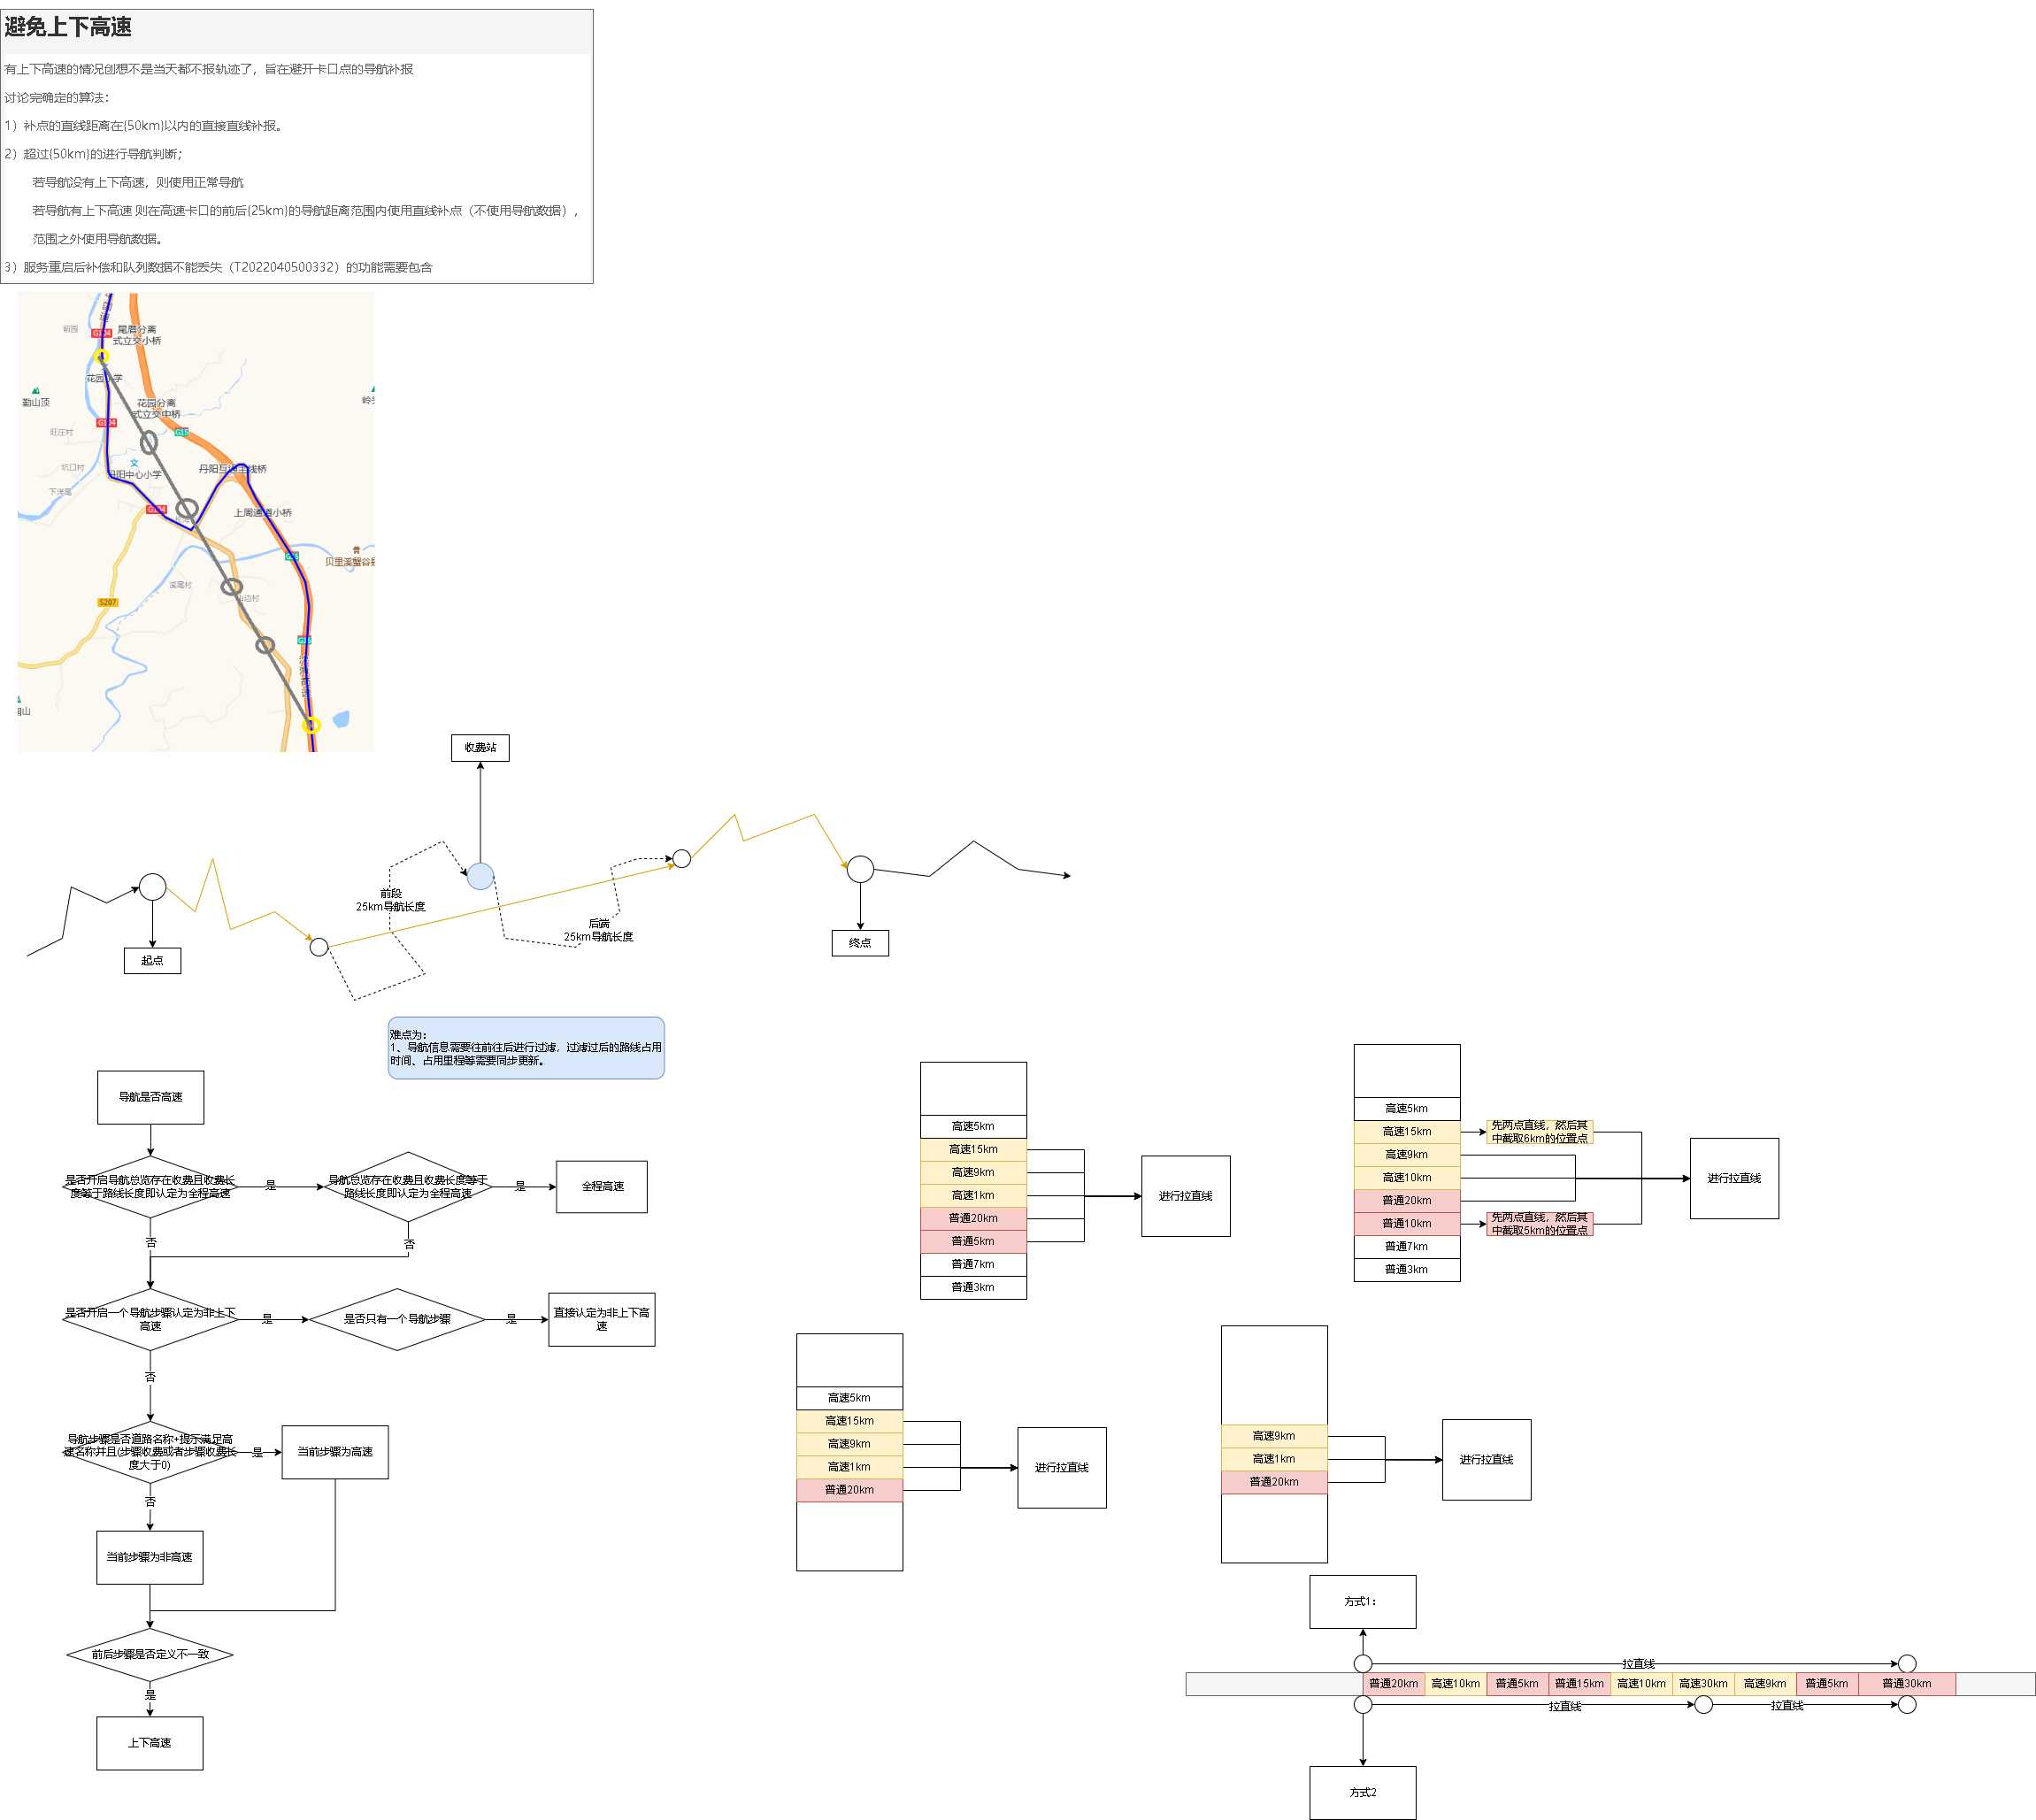 避免上下高速
有上下高速的情况创想不是当天都不报轨迹了，旨在避开卡口点的导航补报
讨论完确定的算法：
1）补点的直线距离在{50km}以内的直接直线补报。
2）超过{50km}的进行导航判断；
若导航没有上下高速，则使用正常导航
若导航有上下高速 则在高速卡口的前后{25km}的导航距离范围内使用直线补点（不使用导航数据），
范围之外使用导航数据。
3）服务重启后补偿和队列数据不能丢失（T2022040500332）的功能需要包含
G104
尾厝分离
式立交小桥
勤山顶
花园分离
式立交中桥
G104
G15
旺庄村
坑口村
丹阳中心小学
丹阳互通主线桥
下洋尾
G104
上周通道小桥
G15
贝里溪蟹谷景
溪尾村
山边村
S207
G15
收费站
前段
25km导航长度
后端
25km导航长度
起点
终点
难点为：
1、导航信息需要往前往后进行过滤，过滤过后的路线占用
时间、占用里程等需要同步更新。
导航是否高速
是否开启导航总览存在收费且收费长
度等于路线长度即认定为全程高速
是
导航总览存在收费且收费长度等于
路线长度即认定为全程高速
是
全程高速
否
否
是否开启一个导航步骤认定为非上下
高速
是
是否只有一个导航步骤
是
直接认定为非上下高
速
否
导航步骤是否道路名称+提示满足高
速名称并且(步骤收费或者步骤收费长
度大于0)
是
当前步骤为高速
否
当前步骤为非高速
前后步骤是否定义不一致
是
上下高速
高速5km
高速15km
高速9km
高速1km
普通20km
普通5km
普通7km
普通3km
进行拉直线
高速5km
高速15km
高速9km
高速10km
普通20km
普通10km
普通7km
普通3km
先两点直线，然后其
中截取6km的位置点
先两点直线，然后其
中截取5km的位置点
进行拉直线
高速5km
高速15km
高速9km
高速1km
普通20km
进行拉直线
高速9km
高速1km
普通20km
进行拉直线
方式1：
拉直线
普通20km
高速10km
普通5km
普通15km
高速10km
高速30km
高速9km
普通5km
普通30km
拉直线
拉直线
方式2